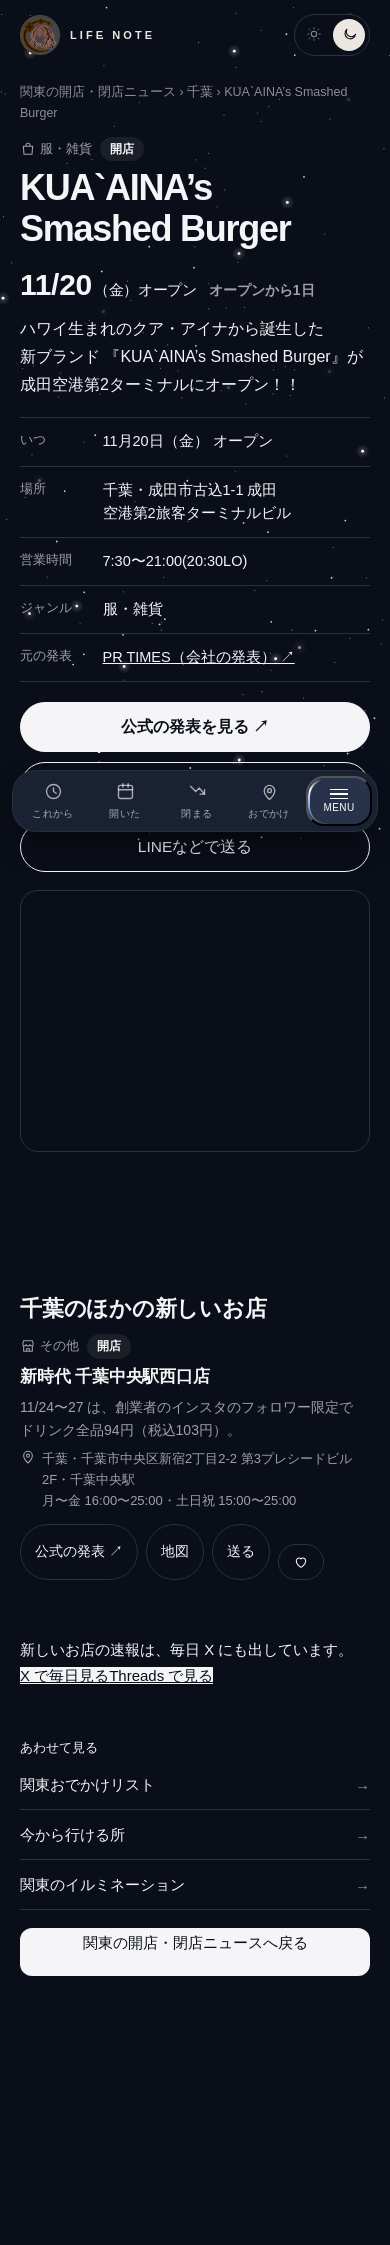 LIFE NOTE
関東の開店・閉店ニュース › 千葉 › KUA`AINA’s Smashed
Burger
服・雑貨 開店
KUA`AINA’s
Smashed Burger
11/20（金）オープン オープンから1日
ハワイ生まれのクア・アイナから誕生した
新ブランド 『KUA`AINA’s Smashed Burger』が
成田空港第2ターミナルにオープン！！
いつ 11月20日（金） オープン
場所 千葉・成田市古込1-1 成田
空港第2旅客ターミナルビル
営業時間 7:30〜21:00(20:30LO)
ジャンル 服・雑貨
元の発表 PR TIMES（会社の発表） ↗
公式の発表を見る ↗
これから 開いた 閉まる おでかけ MENU
LINEなどで送る
千葉のほかの新しいお店
その他 開店
新時代 千葉中央駅西口店
11/24〜27 は、創業者のインスタのフォロワー限定で
ドリンク全品94円（税込103円）。
千葉・千葉市中央区新宿2丁目2-2 第3プレシードビル
2F・千葉中央駅
月〜金 16:00〜25:00・土日祝 15:00〜25:00
公式の発表 ↗ 地図 送る
新しいお店の速報は、毎日 X にも出しています。
X で毎日見るThreads で見る
あわせて見る
関東おでかけリスト →
今から行ける所 →
関東のイルミネーション →
関東の開店・閉店ニュースへ戻る